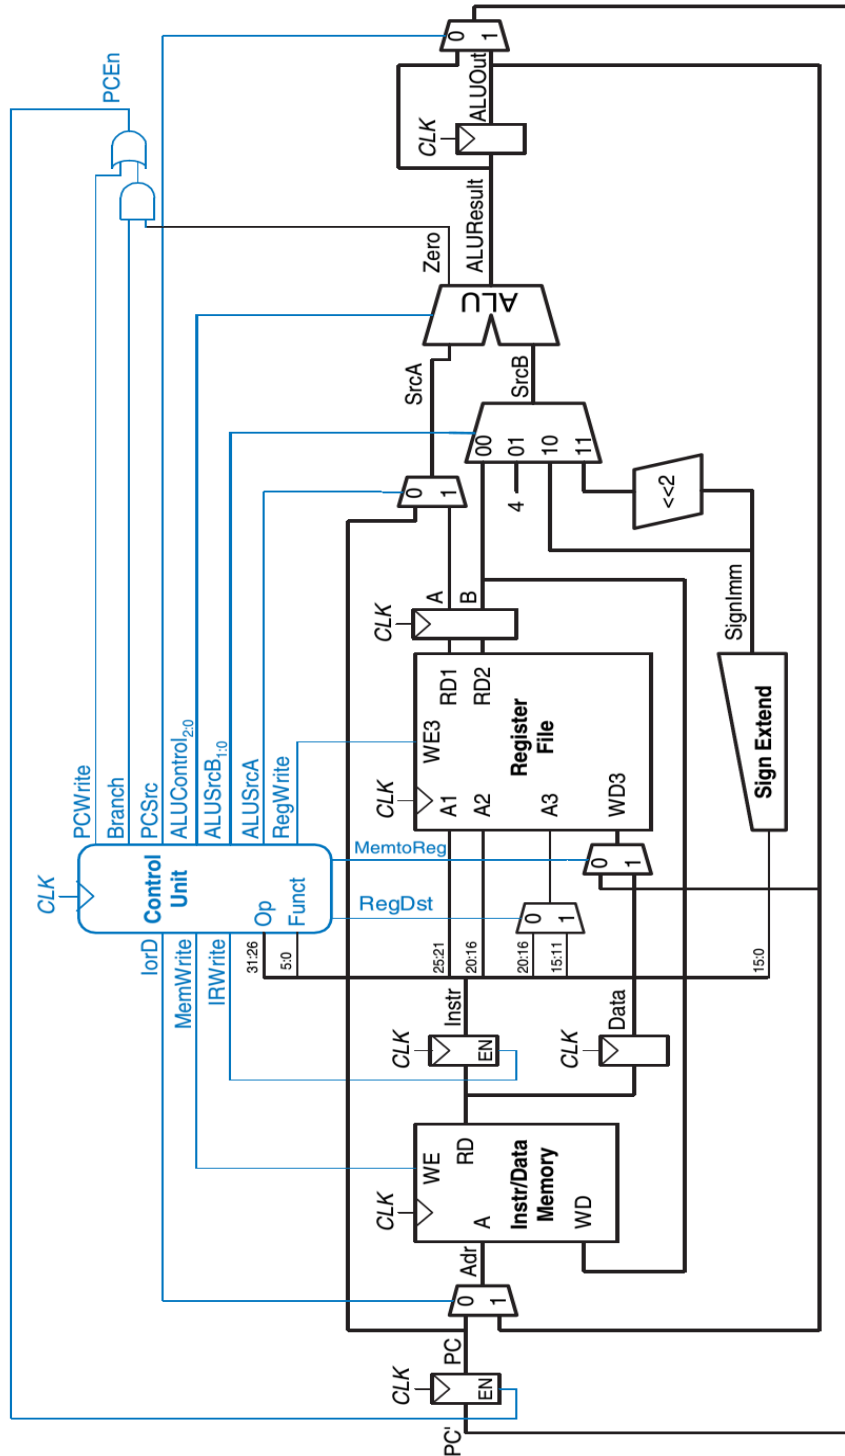 CLK
Control
Unit
PCWrite
Branch
PCSrc
ALUControl2:0
ALUSrcB1:0
ALUSrcA
RegWrite
IorD
MemWrite
IRWrite
Op
Funct
31:26
5:0
MemtoReg
RegDst
PCEn
PC'
CLK
EN
PC
0
1
Adr
CLK
WE
A
RD
Instr/Data
Memory
WD
CLK
EN
Instr
CLK
Data
25:21
20:16
20:16
15:11
15:0
0
1
0
1
CLK
WE3
A1
RD1
A2
RD2
A3
Register
File
WD3
Sign Extend
SignImm
CLK
A
B
0
1
SrcA
4
00
01
10
11
SrcB
<<2
ALU
Zero
ALUResult
CLK
ALUOut
0
1